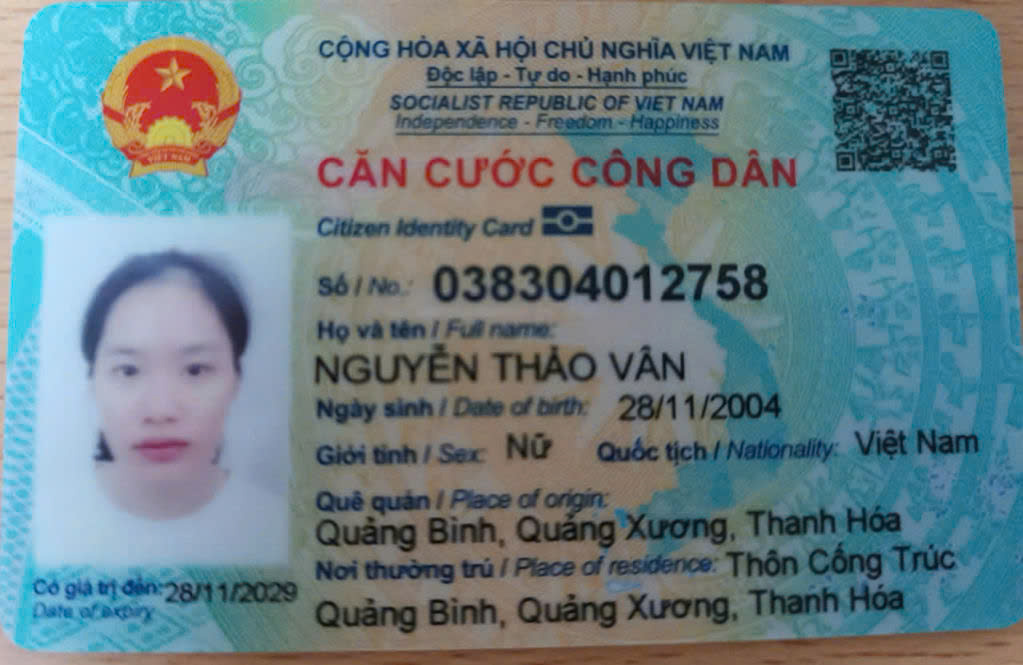 CỘNG HÒA XÃ HỘI CHỦ NGHĨA VIỆT NAM
Độc lập - Tự do - Hạnh phúc
SOCIALIST REPUBLIC OF VIET NAM
Independence - Freedom - Happiness
CĂN CƯỚC CÔNG DÂN
Citizen Identity Card
Số / No.: 038304012758
Họ và tên / Full name:
NGUYỄN THẢO VÂN
Ngày sinh / Date of birth: 28/11/2004
Giới tính / Sex: Nữ Quốc tịch / Nationality: Việt Nam
Quê quán / Place of origin:
Quảng Bình, Quảng Xương, Thanh Hóa
Nơi thường trú / Place of residence: Thôn Cống Trúc
Quảng Bình, Quảng Xương, Thanh Hóa
Có giá trị đến: 28/11/2029
Date of expiry
VIỆT NAM